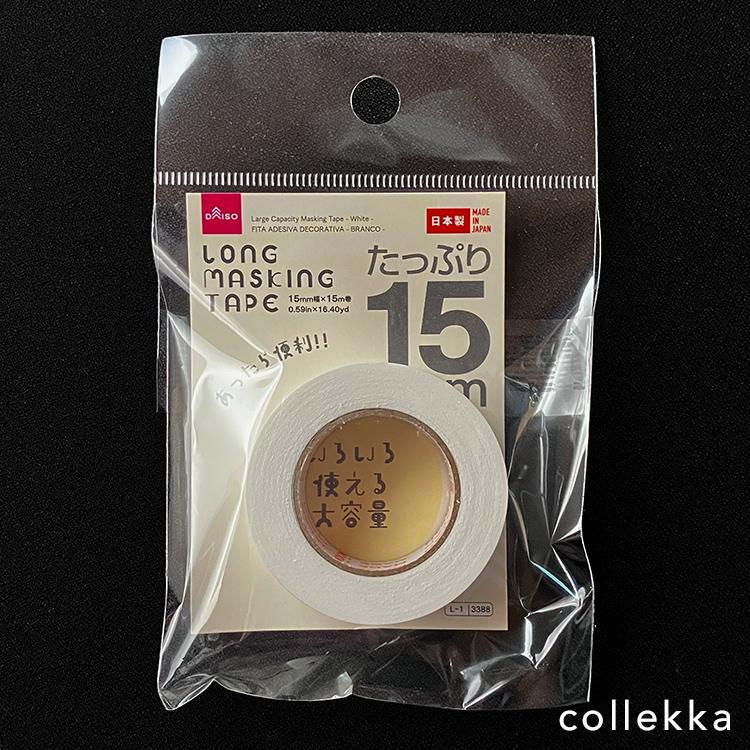 DAISO
Large Capacity Masking Tape - White -
FITA ADESIVA DECORATIVA - BRANCO -
日本製
MADE IN JAPAN
LONG
MASKING
TAPE
15mm幅×15m巻
0.59in×16.40yd
たっぷり
15m
あったら便利!!
いろいろ
使える
大容量
L-1 3388
collekka